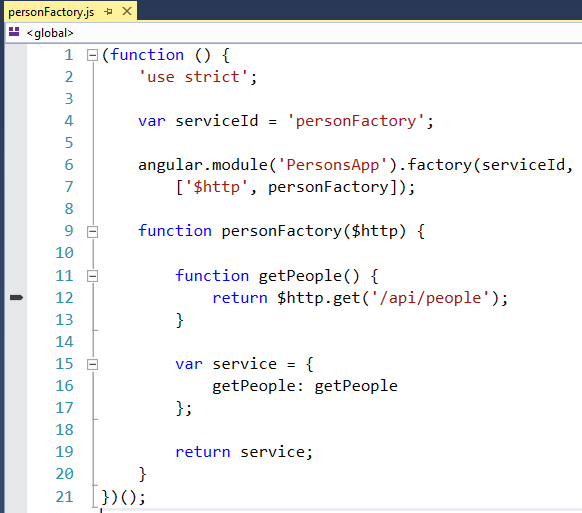 personFactory.js
<global>
1 (function () {
2     'use strict';
3
4     var serviceId = 'personFactory';
5
6     angular.module('PersonsApp').factory(serviceId,
7         ['$http', personFactory]);
8
9     function personFactory($http) {
10
11         function getPeople() {
12             return $http.get('/api/people');
13         }
14
15         var service = {
16             getPeople: getPeople
17         };
18
19         return service;
20     }
21 })();